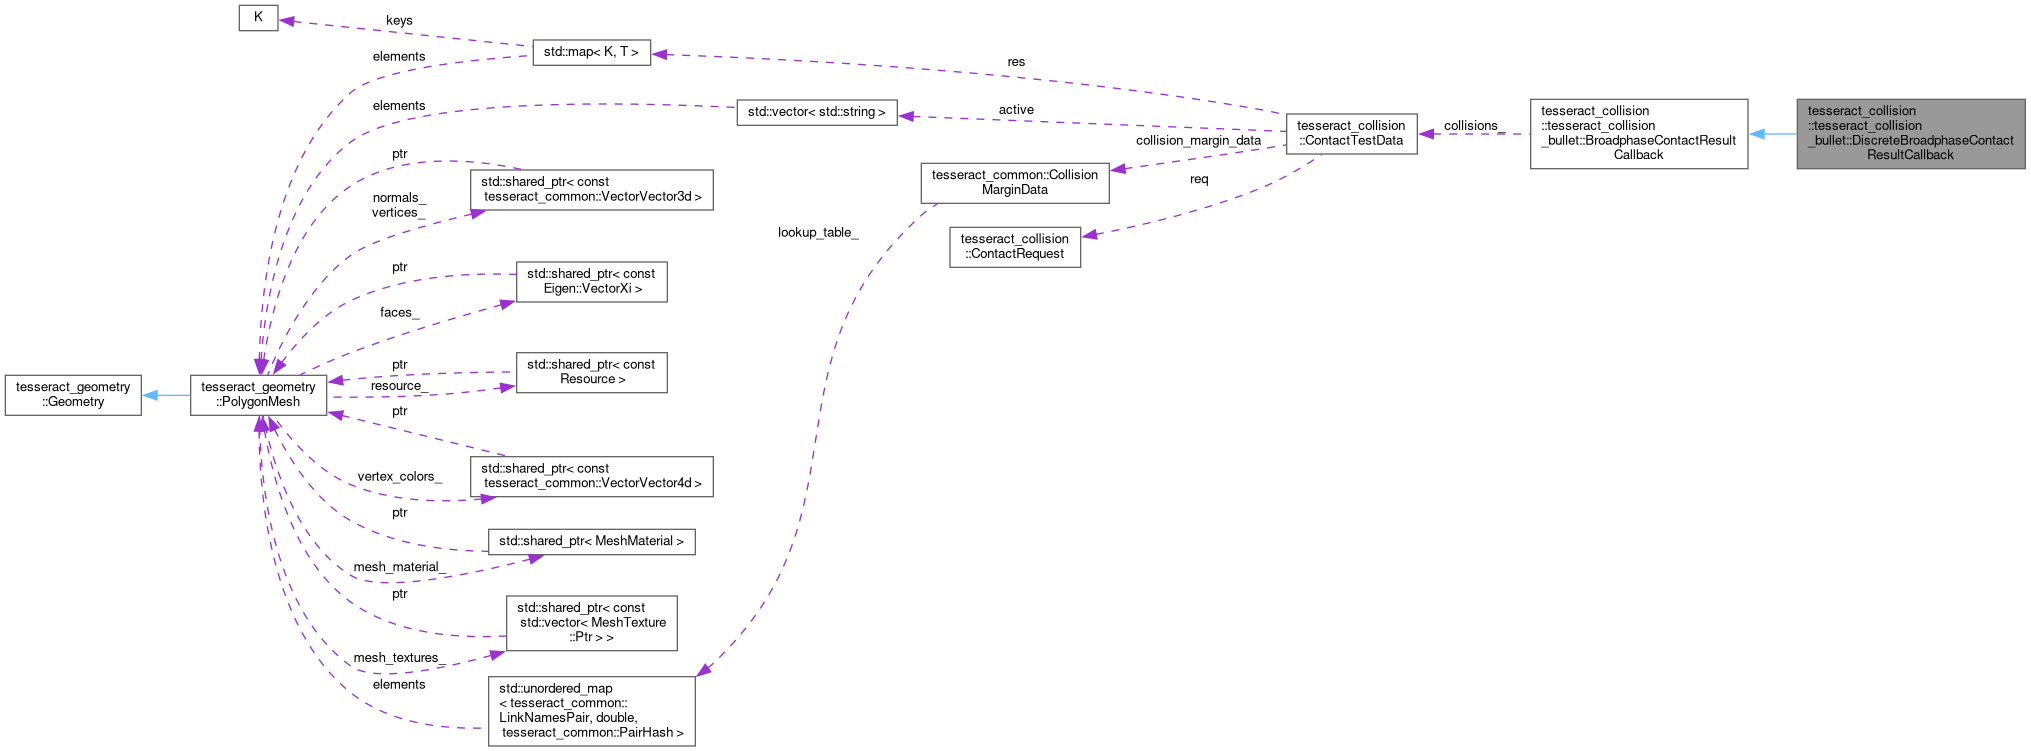 K
keys
std::map< K, T >
elements
res
elements
std::vector< std::string >
active
tesseract_collision
::ContactTestData
collisions_
tesseract_collision
::tesseract_collision
_bullet::BroadphaseContactResult
Callback
tesseract_collision
::tesseract_collision
_bullet::DiscreteBroadphaseContact
ResultCallback
collision_margin_data
ptr
std::shared_ptr< const
tesseract_common::VectorVector3d >
tesseract_common::Collision
MarginData
req
normals_
vertices_
lookup_table_
tesseract_collision
::ContactRequest
ptr
std::shared_ptr< const
Eigen::VectorXi >
faces_
ptr
std::shared_ptr< const
Resource >
resource_
tesseract_geometry
::Geometry
tesseract_geometry
::PolygonMesh
ptr
vertex_colors_
std::shared_ptr< const
tesseract_common::VectorVector4d >
ptr
std::shared_ptr< MeshMaterial >
mesh_material_
ptr
std::shared_ptr< const
std::vector< MeshTexture
::Ptr > >
mesh_textures_
elements
std::unordered_map
< tesseract_common::
LinkNamesPair, double,
tesseract_common::PairHash >